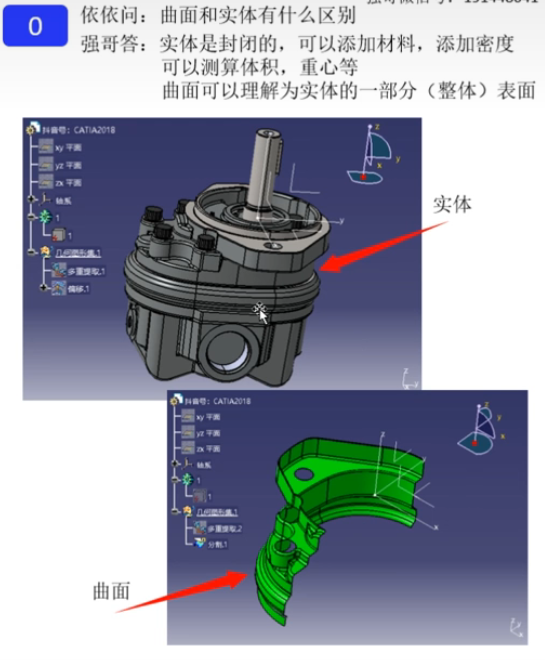 0
依依问：曲面和实体有什么区别
强哥答：实体是封闭的，可以添加材料，添加密度
可以测算体积，重心等
曲面可以理解为实体的一部分（整体）表面
抖音号：CATIA2018
xy 平面
yz 平面
zx 平面
轴系
1
1
几何图形集.1
多重提取.1
偏移.1
z
y
x
y
z
实体
抖音号：CATIA2018
xy 平面
yz 平面
zx 平面
轴系
1
1
几何图形集.1
多重提取.2
分割.1
z
y
x
z
x
曲面